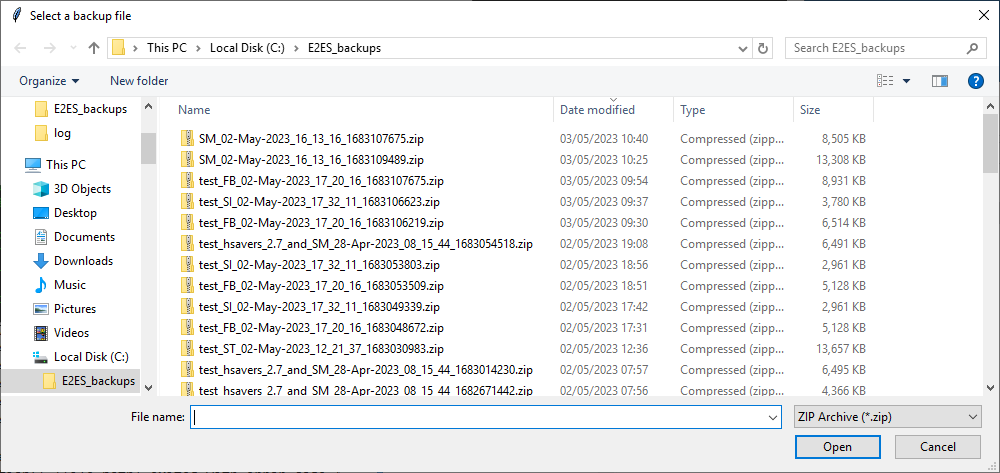 Select a backup file
This PC > Local Disk (C:) > E2ES_backups
Search E2ES_backups
Organize
New folder
E2ES_backups
log
This PC
3D Objects
Desktop
Documents
Downloads
Music
Pictures
Videos
Local Disk (C:)
E2ES_backups
Name Date modified Type Size
SM_02-May-2023_16_13_16_1683107675.zip 03/05/2023 10:40 Compressed (zipp... 8,505 KB
SM_02-May-2023_16_13_16_1683109489.zip 03/05/2023 10:25 Compressed (zipp... 13,308 KB
test_FB_02-May-2023_17_20_16_1683107675.zip 03/05/2023 09:54 Compressed (zipp... 8,931 KB
test_SI_02-May-2023_17_32_11_1683106623.zip 03/05/2023 09:37 Compressed (zipp... 3,780 KB
test_FB_02-May-2023_17_20_16_1683106219.zip 03/05/2023 09:30 Compressed (zipp... 6,514 KB
test_hsavers_2.7_and_SM_28-Apr-2023_08_15_44_1683054518.zip 02/05/2023 19:08 Compressed (zipp... 6,491 KB
test_SI_02-May-2023_17_32_11_1683053803.zip 02/05/2023 18:56 Compressed (zipp... 2,961 KB
test_FB_02-May-2023_17_20_16_1683053509.zip 02/05/2023 18:51 Compressed (zipp... 5,128 KB
test_SI_02-May-2023_17_32_11_1683049339.zip 02/05/2023 17:42 Compressed (zipp... 2,961 KB
test_FB_02-May-2023_17_20_16_1683048672.zip 02/05/2023 17:31 Compressed (zipp... 5,128 KB
test_ST_02-May-2023_12_21_37_1683030983.zip 02/05/2023 12:36 Compressed (zipp... 13,657 KB
test_hsavers_2.7_and_SM_28-Apr-2023_08_15_44_1683014230.zip 02/05/2023 07:57 Compressed (zipp... 6,495 KB
test_hsavers_2.7_and_SM_28-Apr-2023_08_15_44_1682671442.zip 02/05/2023 07:56 Compressed (zipp... 4,366 KB
File name:
ZIP Archive (*.zip)
Open
Cancel